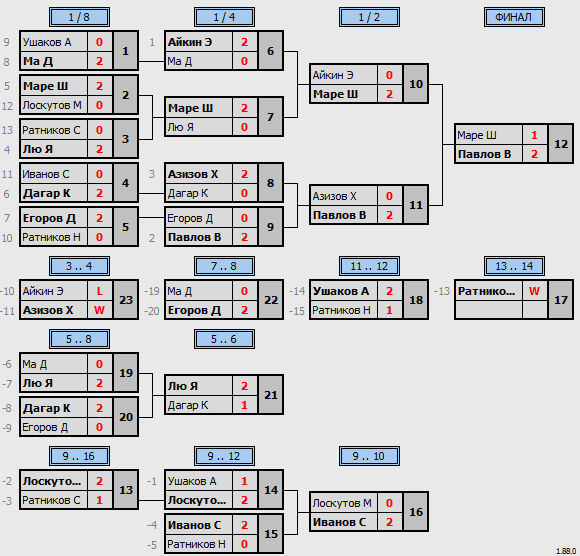 1 / 8 1 / 4 1 / 2 ФИНАЛ
9 Ушаков А 0 1
8 Ма Д 2
1 Айкин Э 2 6
Ма Д 0
5 Маре Ш 2 2
12 Лоскутов М 0
Айкин Э 0 10
Маре Ш 2
Маре Ш 2 7
Лю Я 0
13 Ратников С 0 3
4 Лю Я 2
Маре Ш 1 12
Павлов В 2
11 Иванов С 0 4
6 Дагар К 2
3 Азизов Х 2 8
Дагар К 0
Азизов Х 0 11
Павлов В 2
7 Егоров Д 2 5
10 Ратников Н 0
Егоров Д 0 9
2 Павлов В 2
3 .. 4 7 .. 8 11 .. 12 13 .. 14
-10 Айкин Э L 23 -19 Ма Д 0 22 -14 Ушаков А 2 18 -13 Ратнико... W 17
-11 Азизов Х W -20 Егоров Д 2 -15 Ратников Н 1
5 .. 8 5 .. 6
-6 Ма Д 0 19
-7 Лю Я 2
Лю Я 2 21
Дагар К 1
-8 Дагар К 2 20
-9 Егоров Д 0
9 .. 16 9 .. 12 9 .. 10
-2 Лоскуто... 2 13 -1 Ушаков А 1 14
-3 Ратников С 1 Лоскуто... 2
Лоскутов М 0 16
Иванов С 2
-4 Иванов С 2 15
-5 Ратников Н 0
1.88.0